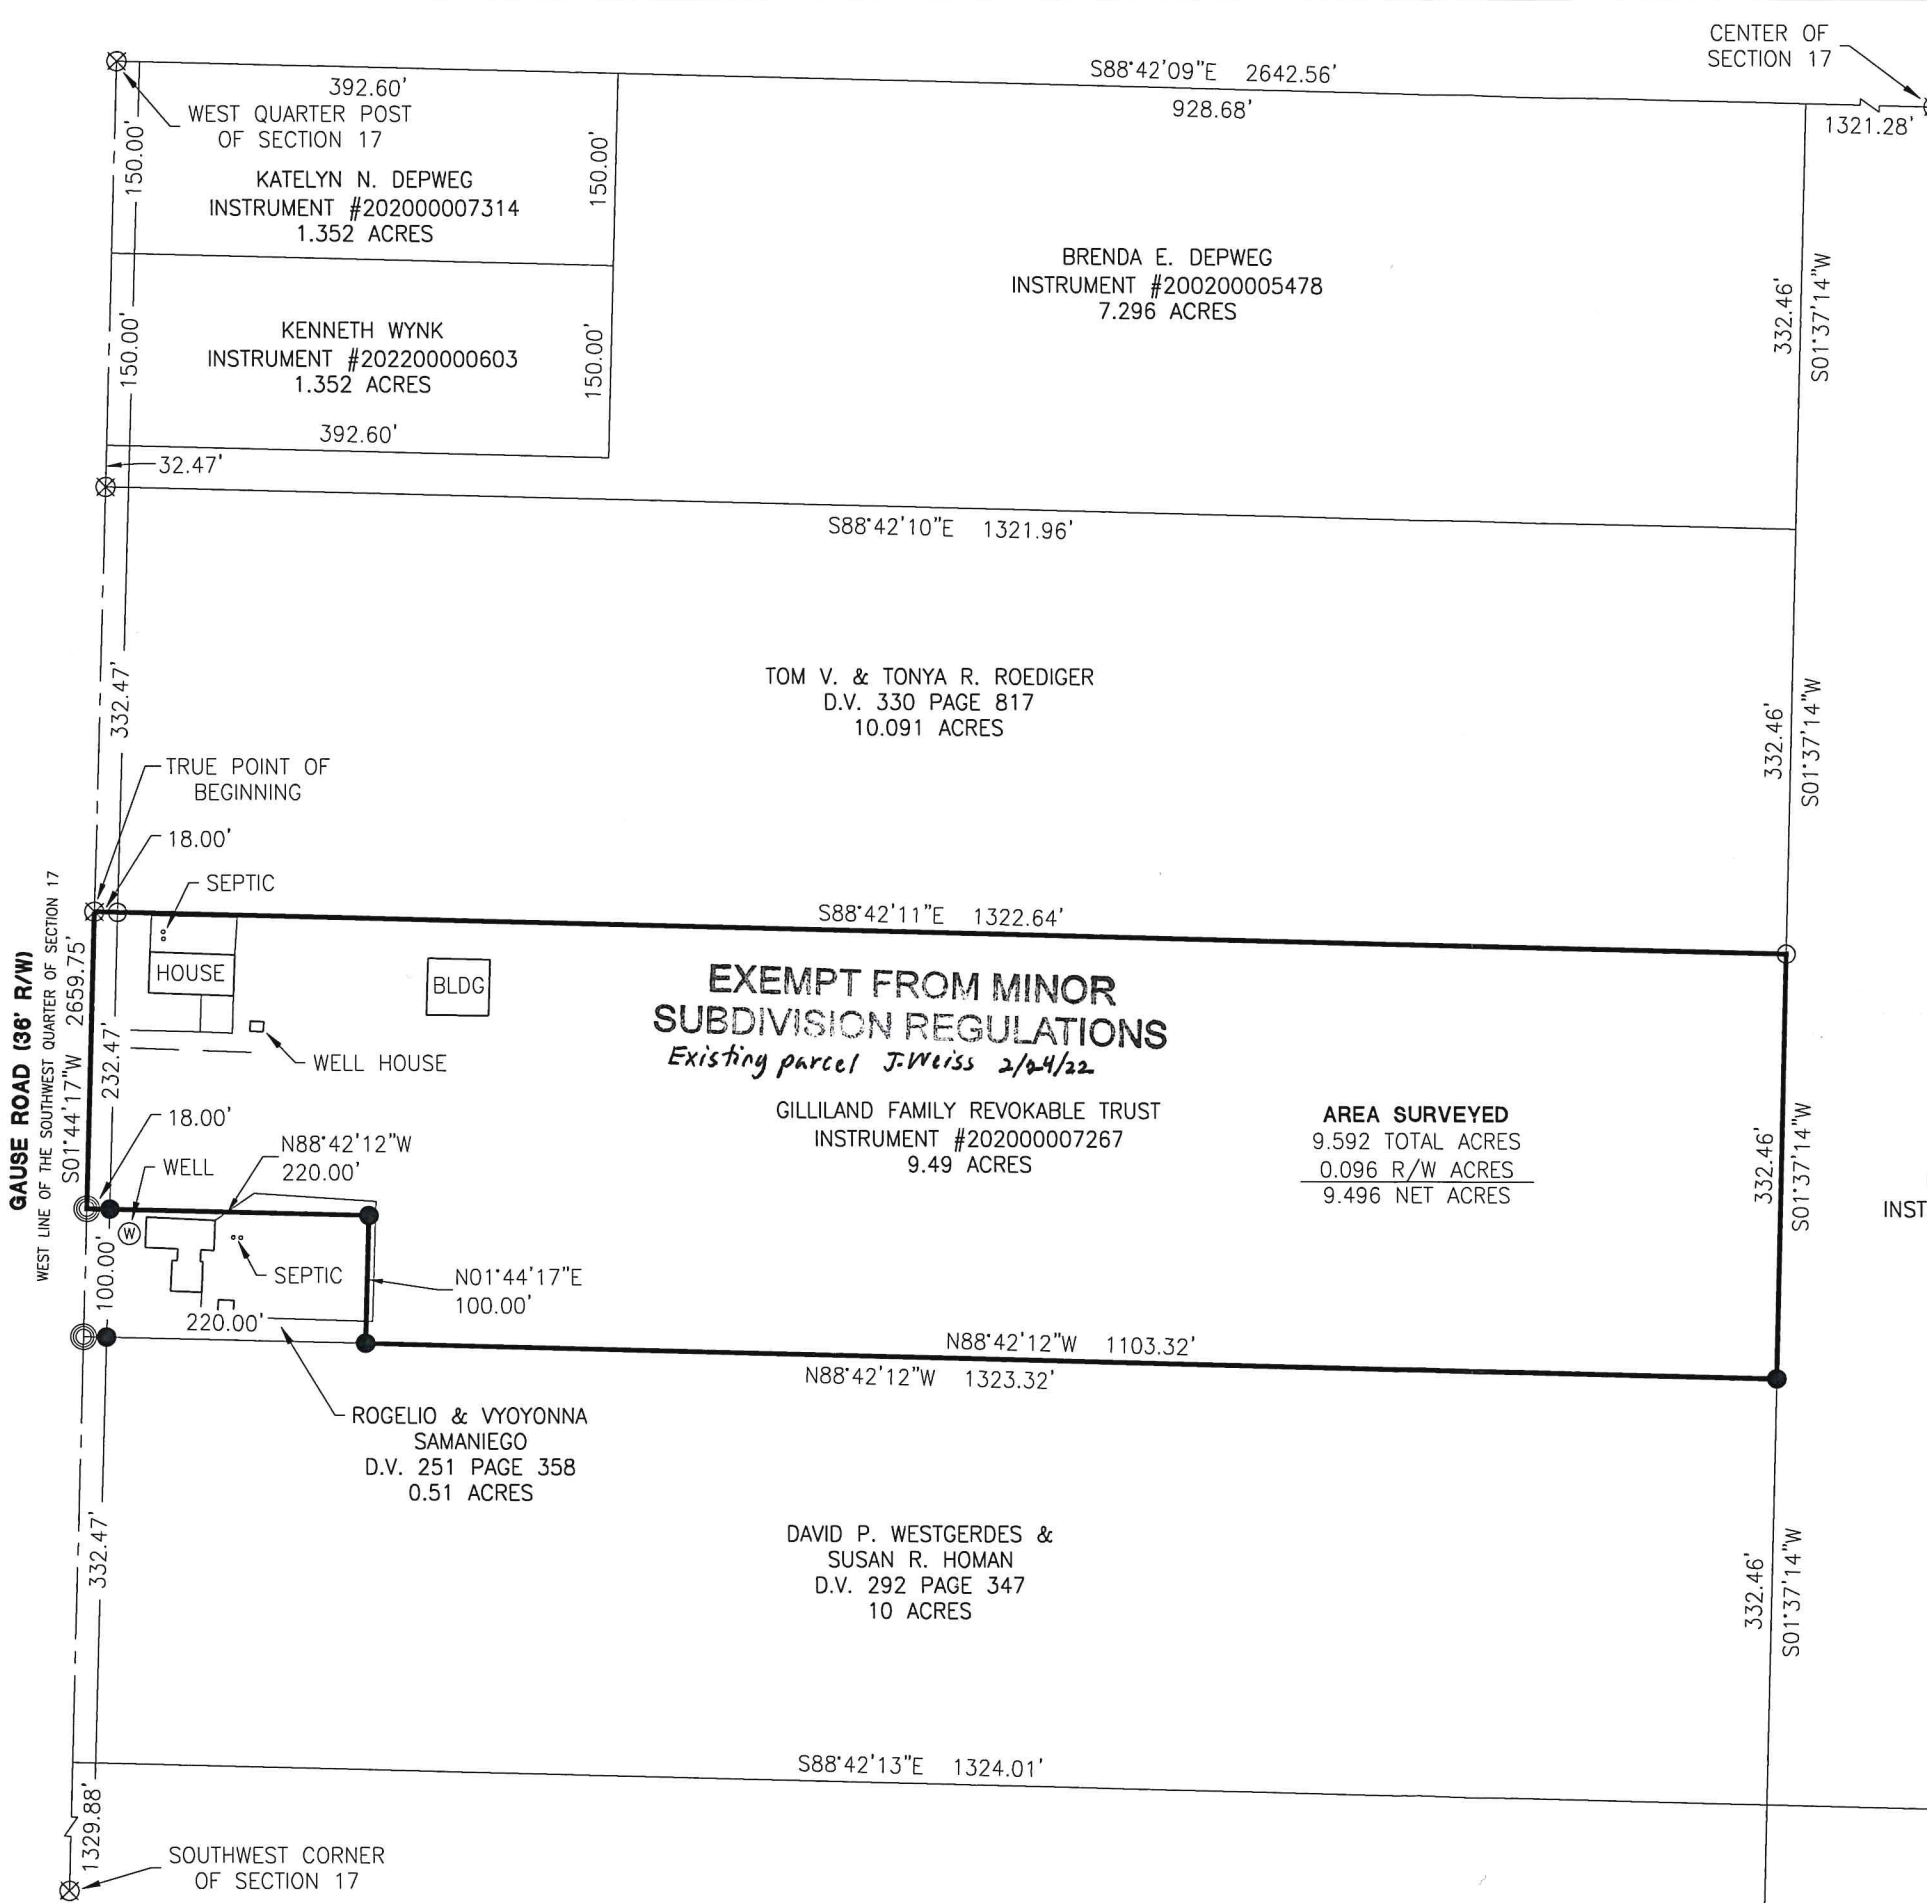 CENTER OF
SECTION 17
S88°42'09"E 2642.56'
392.60'
928.68'
1321.28'
WEST QUARTER POST
OF SECTION 17
150.00'
150.00'
KATELYN N. DEPWEG
INSTRUMENT #202000007314
1.352 ACRES
BRENDA E. DEPWEG
INSTRUMENT #200200005478
7.296 ACRES
332.46'
S01°37'14"W
150.00'
150.00'
KENNETH WYNK
INSTRUMENT #202200000603
1.352 ACRES
392.60'
32.47'
S88°42'10"E 1321.96'
332.47'
TOM V. & TONYA R. ROEDIGER
D.V. 330 PAGE 817
10.091 ACRES
332.46'
S01°37'14"W
TRUE POINT OF
BEGINNING
18.00'
SEPTIC
S88°42'11"E 1322.64'
GAUSE ROAD (36' R/W)
WEST LINE OF THE SOUTHWEST QUARTER OF SECTION 17
S01°44'17"W 2659.75'
232.47'
HOUSE
BLDG
WELL HOUSE
EXEMPT FROM MINOR
SUBDIVISION REGULATIONS
Existing parcel J.Weiss 2/24/22
GILLILAND FAMILY REVOKABLE TRUST
INSTRUMENT #202000007267
9.49 ACRES
AREA SURVEYED
9.592 TOTAL ACRES
0.096 R/W ACRES
9.496 NET ACRES
332.46'
S01°37'14"W
INST
18.00'
N88°42'12"W
220.00'
WELL
W
100.00'
SEPTIC
N01°44'17"E
100.00'
220.00'
N88°42'12"W 1103.32'
N88°42'12"W 1323.32'
ROGELIO & VYOYONNA
SAMANIEGO
D.V. 251 PAGE 358
0.51 ACRES
332.47'
DAVID P. WESTGERDES &
SUSAN R. HOMAN
D.V. 292 PAGE 347
10 ACRES
332.46'
S01°37'14"W
S88°42'13"E 1324.01'
1329.88'
SOUTHWEST CORNER
OF SECTION 17